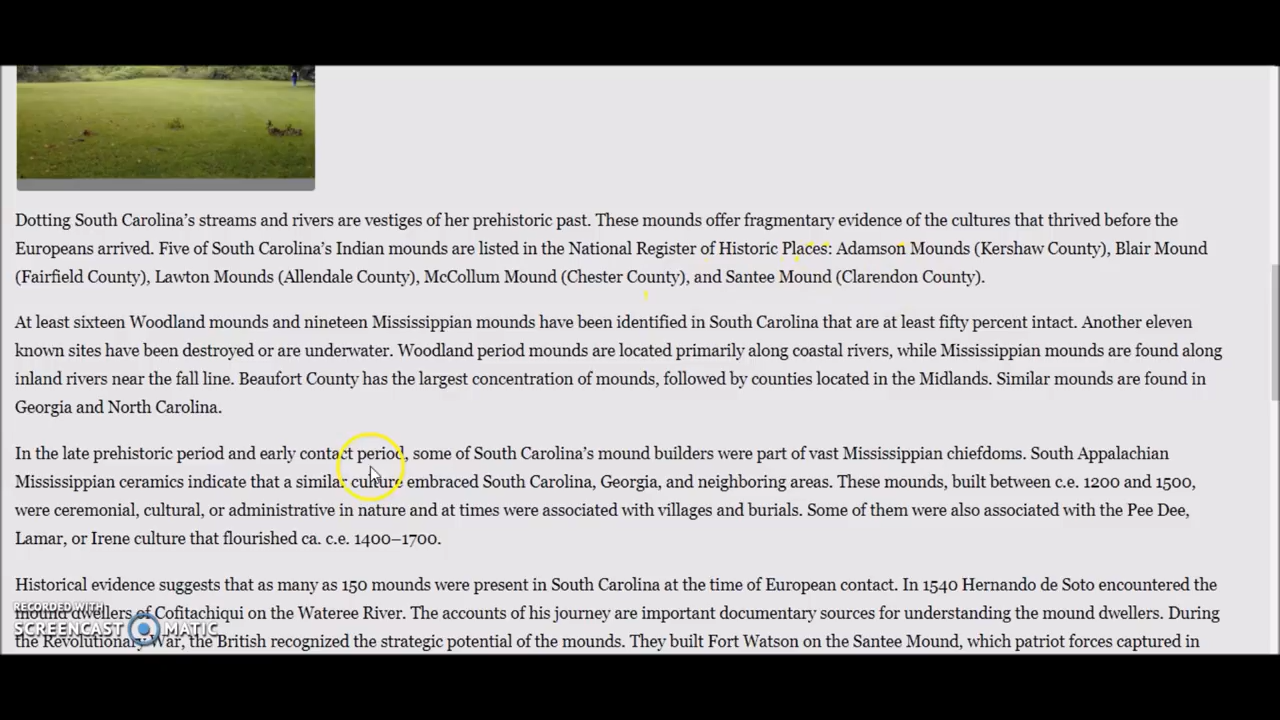 Dotting South Carolina’s streams and rivers are vestiges of her prehistoric past. These mounds offer fragmentary evidence of the cultures that thrived before the
Europeans arrived. Five of South Carolina’s Indian mounds are listed in the National Register of Historic Places: Adamson Mounds (Kershaw County), Blair Mound
(Fairfield County), Lawton Mounds (Allendale County), McCollum Mound (Chester County), and Santee Mound (Clarendon County).
At least sixteen Woodland mounds and nineteen Mississippian mounds have been identified in South Carolina that are at least fifty percent intact. Another eleven
known sites have been destroyed or are underwater. Woodland period mounds are located primarily along coastal rivers, while Mississippian mounds are found along
inland rivers near the fall line. Beaufort County has the largest concentration of mounds, followed by counties located in the Midlands. Similar mounds are found in
Georgia and North Carolina.
In the late prehistoric period and early contact period, some of South Carolina’s mound builders were part of vast Mississippian chiefdoms. South Appalachian
Mississippian ceramics indicate that a similar culture embraced South Carolina, Georgia, and neighboring areas. These mounds, built between c.e. 1200 and 1500,
were ceremonial, cultural, or administrative in nature and at times were associated with villages and burials. Some of them were also associated with the Pee Dee,
Lamar, or Irene culture that flourished ca. c.e. 1400–1700.
Historical evidence suggests that as many as 150 mounds were present in South Carolina at the time of European contact. In 1540 Hernando de Soto encountered the
mound dwellers of Cofitachiqui on the Wateree River. The accounts of his journey are important documentary sources for understanding the mound dwellers. During
the Revolutionary War, the British recognized the strategic potential of the mounds. They built Fort Watson on the Santee Mound, which patriot forces captured in
RECORDED WITH
SCREENCAST MATIC